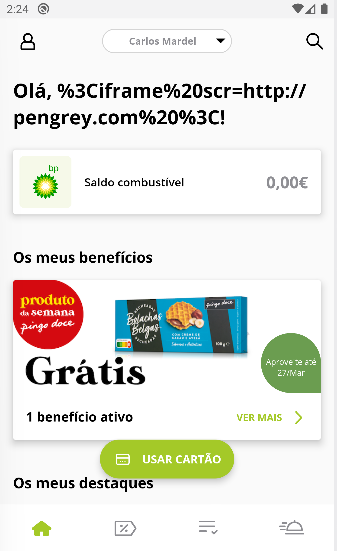 2:24
Carlos Mardel
Olá, %3Ciframe%20scr=http://
pengrey.com%20%3C!
bp
Saldo combustível
0,00€
Os meus benefícios
produto
da semana
pingo doce
Bolachas
Belgas
100 g
Grátis
Aproveite até
27/Mar
1 benefício ativo
VER MAIS
USAR CARTÃO
Os meus destaques